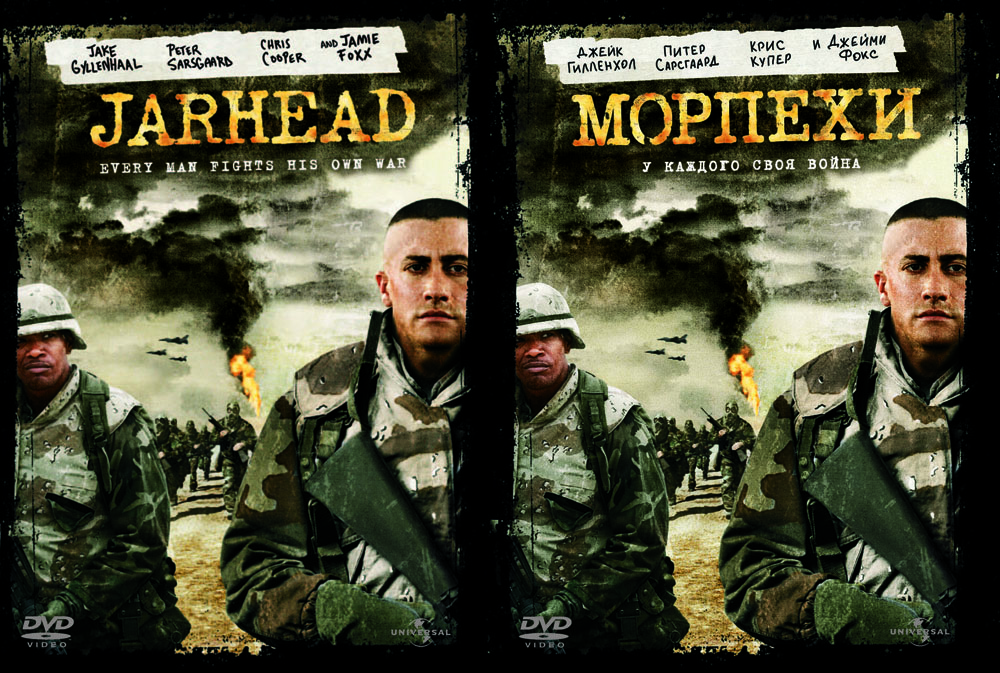 JAKE GYLLENHAAL
PETER SARSGAARD
CHRIS COOPER
AND JAMIE FOXX
JARHEAD
EVERY MAN FIGHTS HIS OWN WAR
DVD
VIDEO
UNIVERSAL
ДЖЕЙК ГИЛЛЕНХОЛ
ПИТЕР САРСГААРД
КРИС КУПЕР
И ДЖЕЙМИ ФОКС
МОРПЕХИ
У КАЖДОГО СВОЯ ВОЙНА
DVD
VIDEO
UNIVERSAL